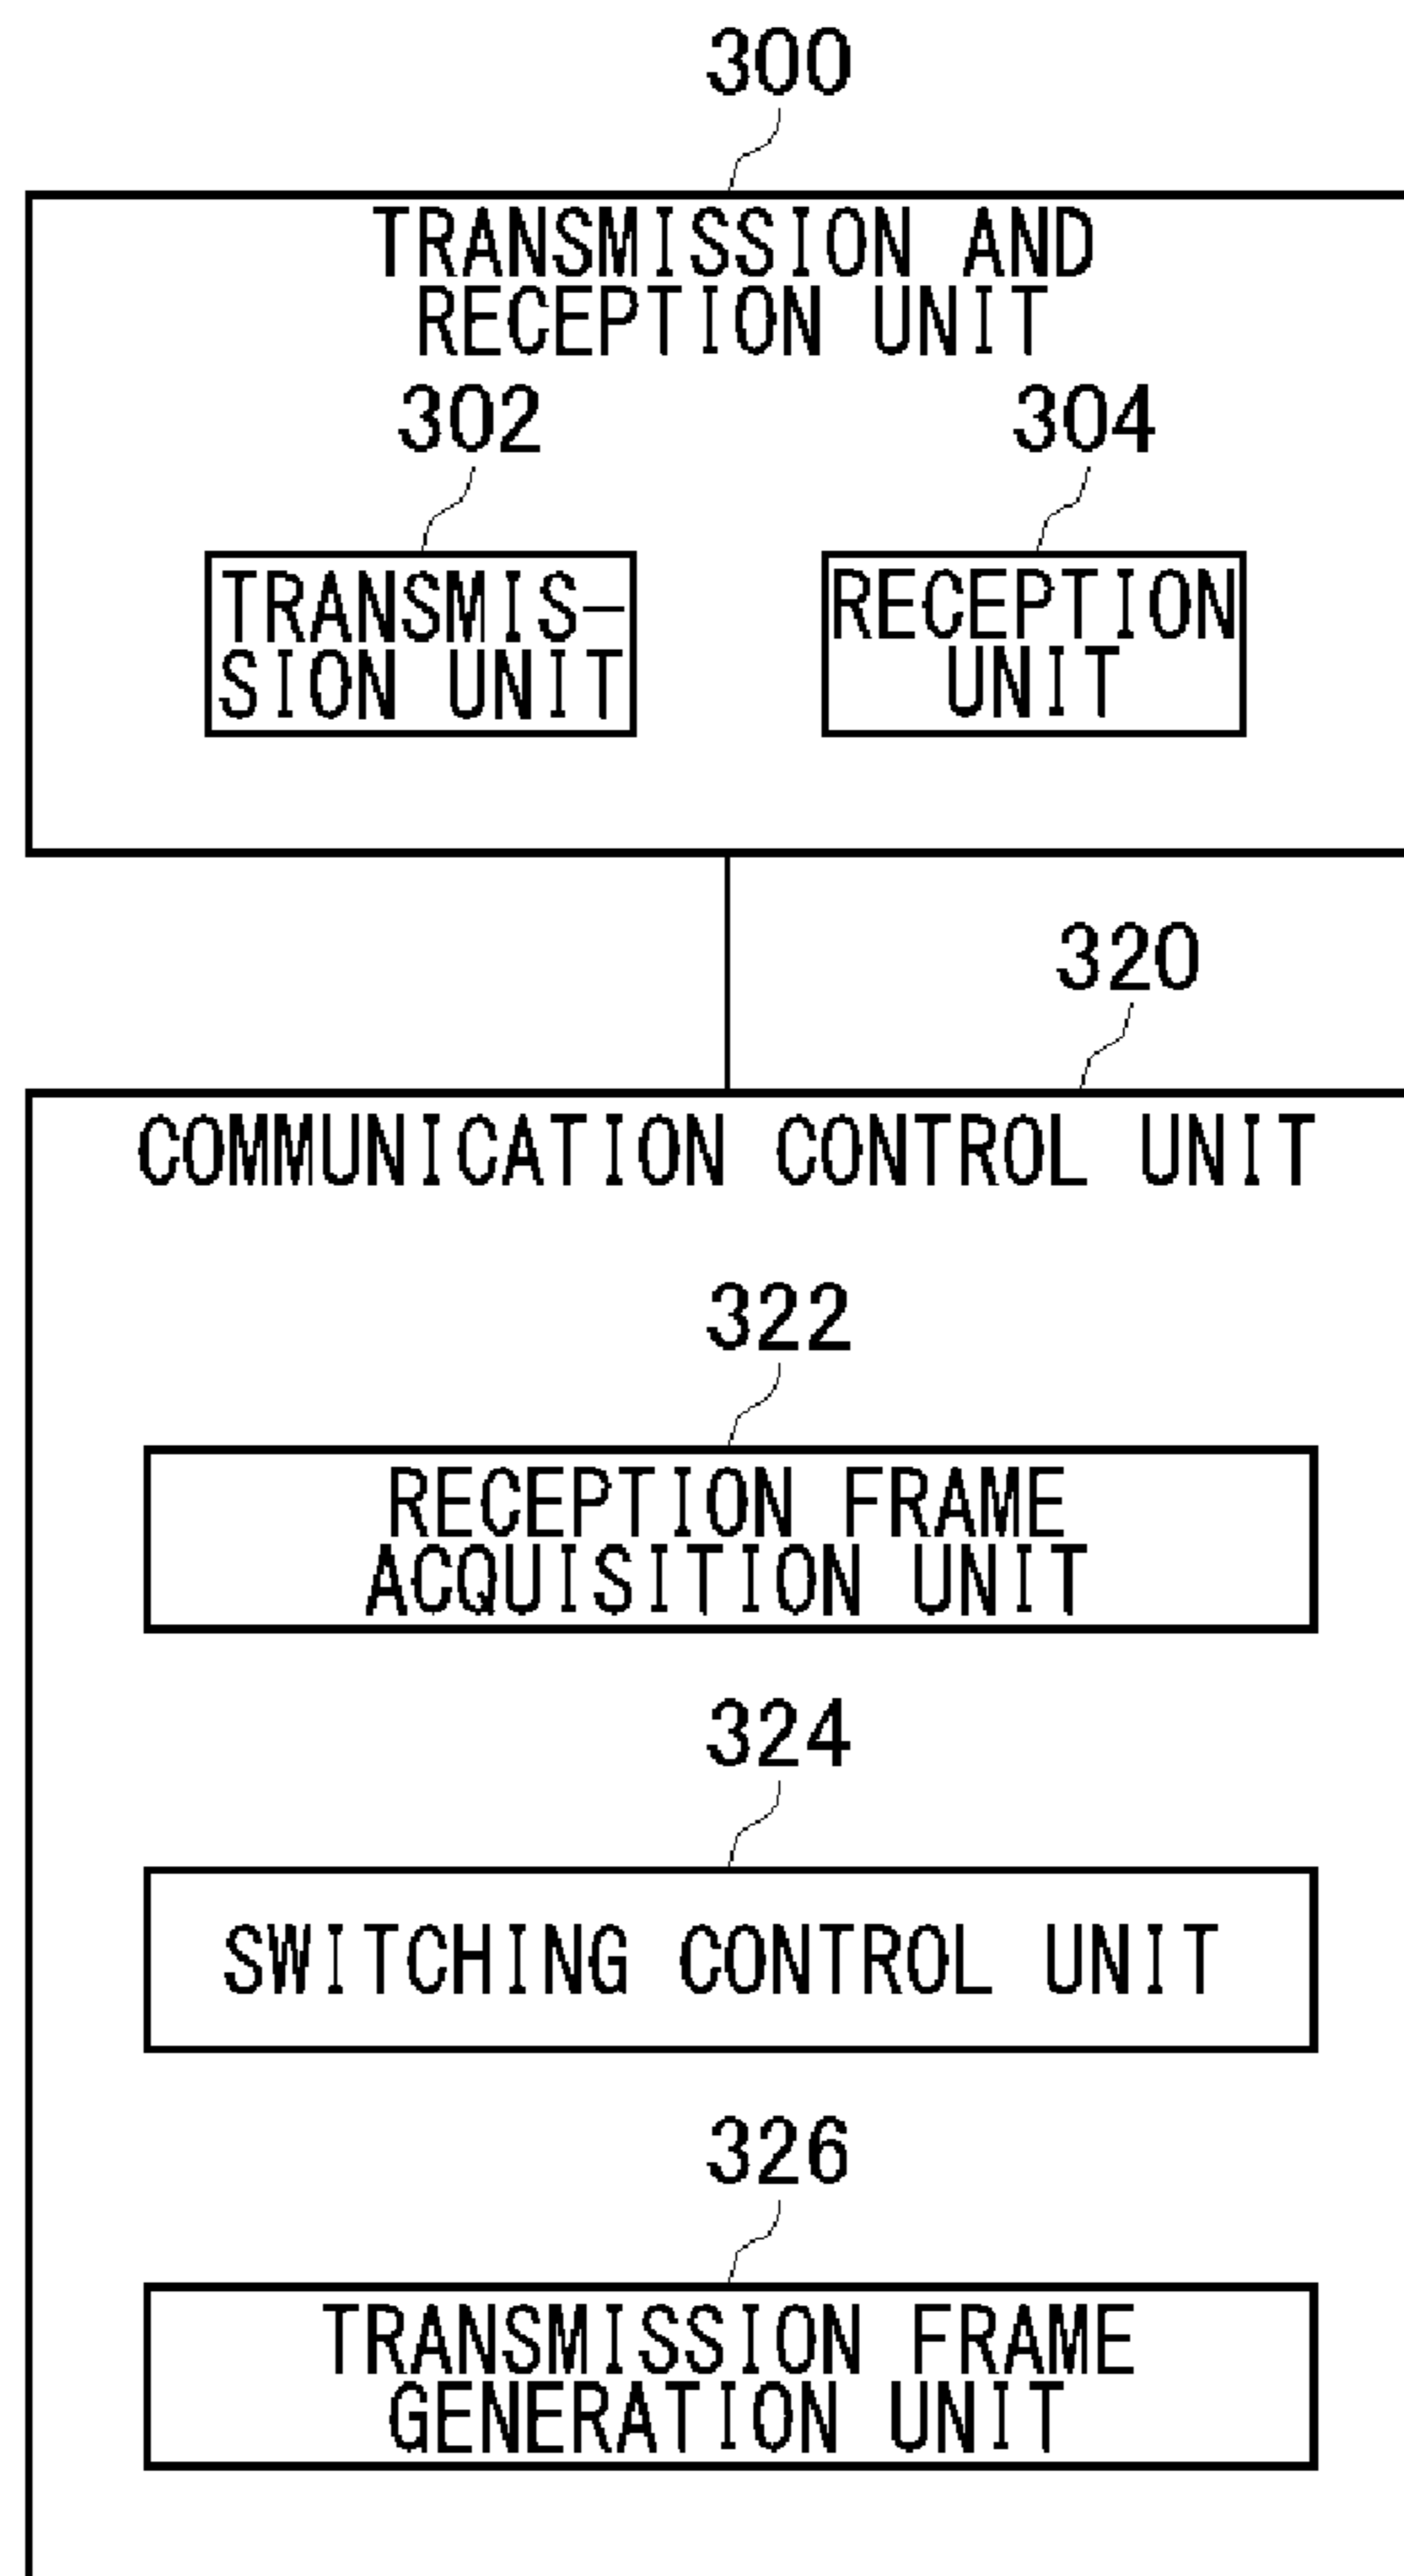 300
TRANSMISSION AND
RECEPTION UNIT
302
304
TRANSMIS-
SION UNIT
RECEPTION
UNIT
320
COMMUNICATION CONTROL UNIT
322
RECEPTION FRAME
ACQUISITION UNIT
324
SWITCHING CONTROL UNIT
326
TRANSMISSION FRAME
GENERATION UNIT